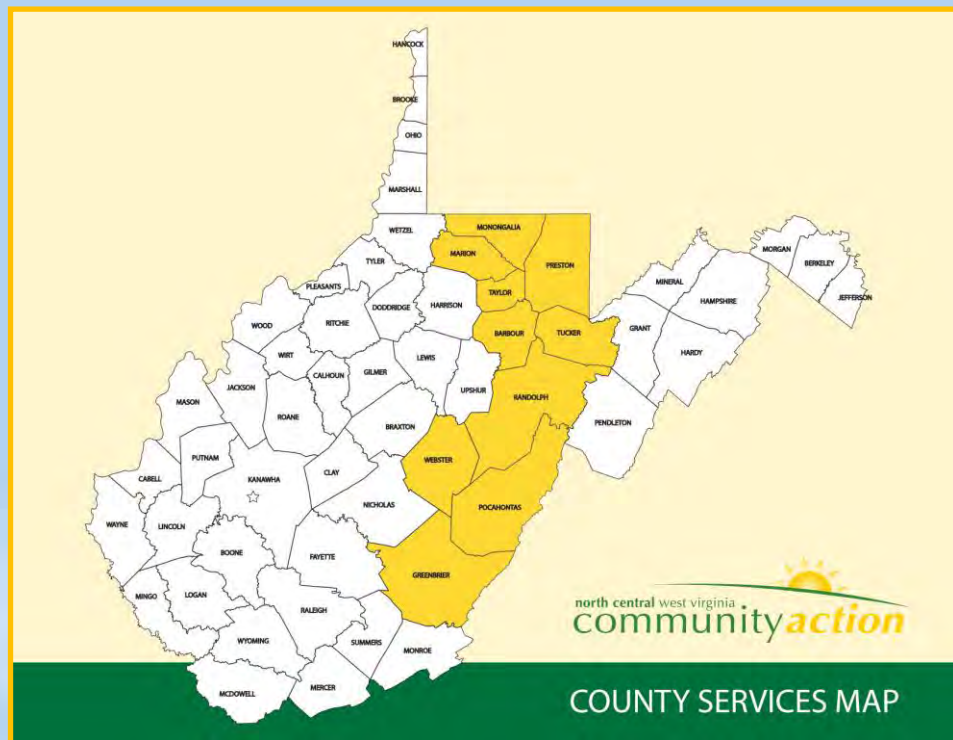 HANCOCK
BROOKE
OHIO
MARSHALL
WETZEL
MONONGALIA
MARION
PRESTON
TYLER
PLEASANTS
TAYLOR
MORGAN
BERKELEY
MINERAL
JEFFERSON
HAMPSHIRE
DODDRIDGE
HARRISON
WOOD
RITCHIE
BARBOUR
TUCKER
GRANT
HARDY
WIRT
LEWIS
CALHOUN
GILMER
UPSHUR
JACKSON
RANDOLPH
MASON
ROANE
BRAXTON
PENDLETON
PUTNAM
WEBSTER
CABELL
CLAY
KANAWHA
NICHOLAS
POCAHONTAS
WAYNE
LINCOLN
BOONE
FAYETTE
GREENBRIER
MINGO
LOGAN
RALEIGH
WYOMING
SUMMERS
MONROE
MCDOWELL
MERCER
north central west virginia
communityaction
COUNTY SERVICES MAP